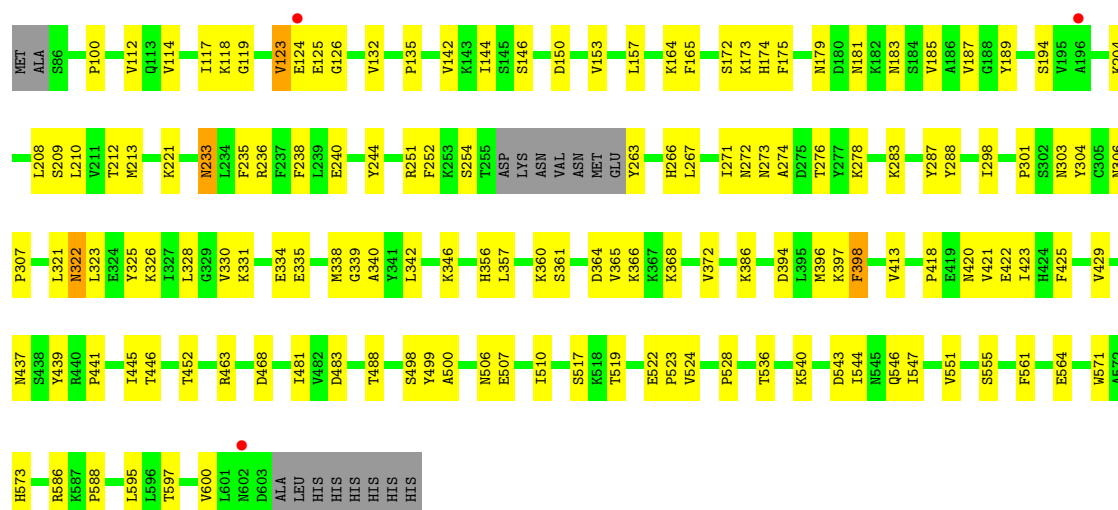 MET ALA S86 P100 V112 Q113 V114 I117 K118 G119 V123 E124 E125 G126 V132 P135 V142 K143 I144 S145 S146 D150 V153 L157 K164 F165 S172 K173 H174 F175 N179 D180 N181 K182 N183 S184 V185 A186 V187 G188 Y189 S194 V195 A196 K204
L208 S209 L210 V211 T212 M213 K221 N233 L234 F235 R236 F237 F238 L239 E240 Y244 R251 F252 K253 S254 T255 ASP LYS ASN VAL ASN MET GLU Y263 H266 L267 I271 N272 N273 A274 D275 T276 Y277 K278 K283 Y287 Y288 I298 P301 S302 N303 Y304 C305 N306
P307 L321 N322 L323 E324 Y325 K326 I327 L328 G329 V330 K331 E334 E335 M338 G339 A340 Y341 L342 K346 H356 L357 K360 S361 D364 V365 K366 K367 K368 V372 K386 D394 L395 M396 K397 F398 V413 P418 E419 N420 V421 E422 I423 H424 F425 V429
N437 S438 Y439 R440 P441 I445 T446 T452 R463 D468 I481 V482 D483 T488 S498 Y499 A500 N506 E507 I510 S517 K518 T519 E522 P523 V524 P528 T536 K540 D543 I544 N545 Q546 I547 V551 S555 F561 E564 W571 A572
H573 R586 K587 P588 L595 L596 T597 V600 L601 N602 D603 ALA LEU HIS HIS HIS HIS HIS HIS